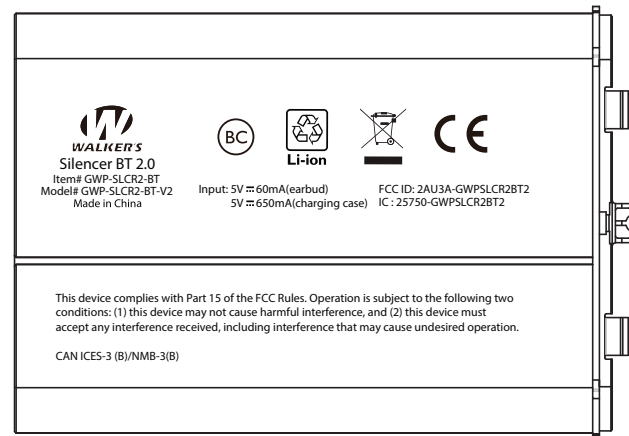 WALKER'S
Silencer BT 2.0
Item# GWP-SLCR2-BT
Model# GWP-SLCR2-BT-V2
Made in China
BC
Li-ion
CE
Input: 5V ⎓ 60mA(earbud)
5V ⎓ 650mA(charging case)
FCC ID: 2AU3A-GWPSLCR2BT2
IC : 25750-GWPSLCR2BT2
This device complies with Part 15 of the FCC Rules. Operation is subject to the following two
conditions: (1) this device may not cause harmful interference, and (2) this device must
accept any interference received, including interference that may cause undesired operation.
CAN ICES-3 (B)/NMB-3(B)